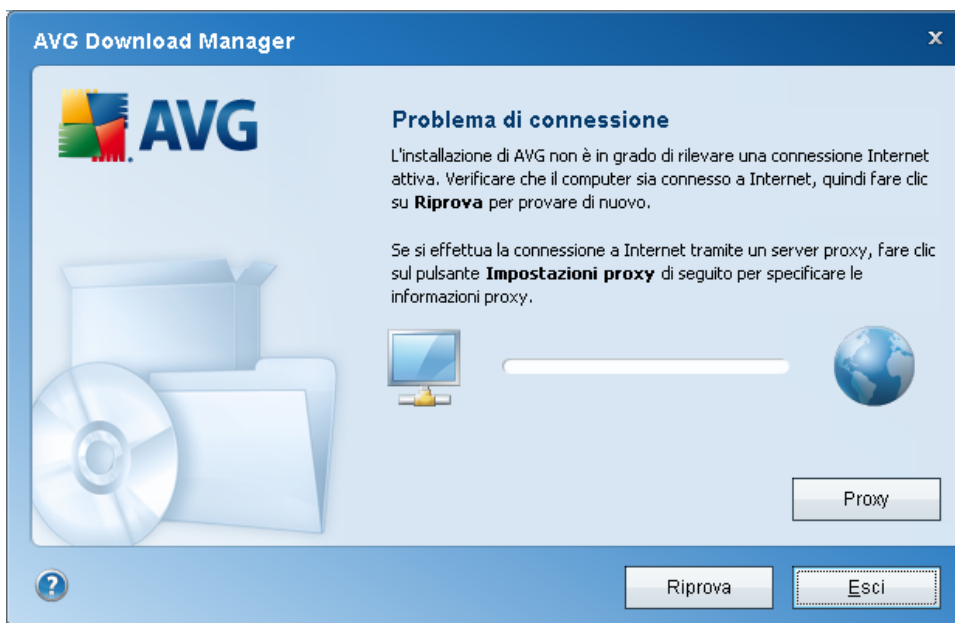 AVG Download Manager
x
AVG
Problema di connessione
L'installazione di AVG non è in grado di rilevare una connessione Internet
attiva. Verificare che il computer sia connesso a Internet, quindi fare clic
su Riprova per provare di nuovo.
Se si effettua la connessione a Internet tramite un server proxy, fare clic
sul pulsante Impostazioni proxy di seguito per specificare le
informazioni proxy.
Proxy
?
Riprova
Esci